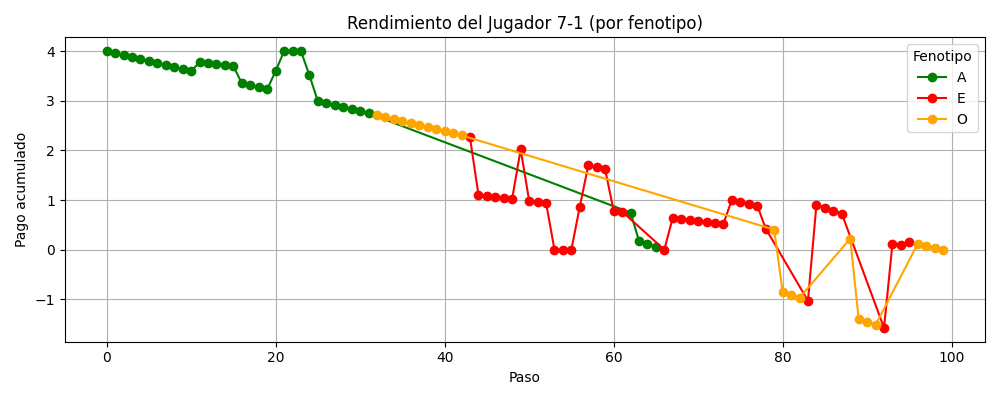 Rendimiento del Jugador 7-1 (por fenotipo)
Pago acumulado
4
3
2
1
0
−1
0 20 40 60 80 100
Paso
Fenotipo
A
E
O